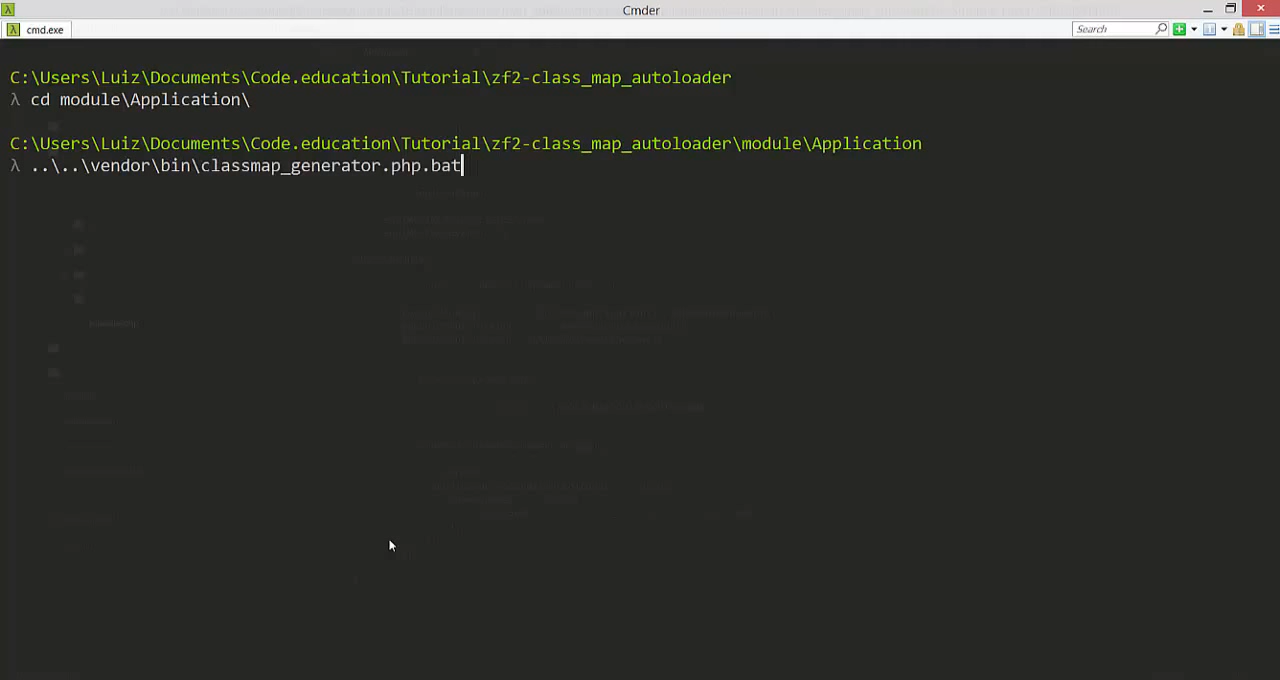 Cmder
cmd.exe
Search
C:\Users\Luiz\Documents\Code.education\Tutorial\zf2-class_map_autoloader
λ cd module\Application\
C:\Users\Luiz\Documents\Code.education\Tutorial\zf2-class_map_autoloader\module\Application
λ ..\..\vendor\bin\classmap_generator.php.bat